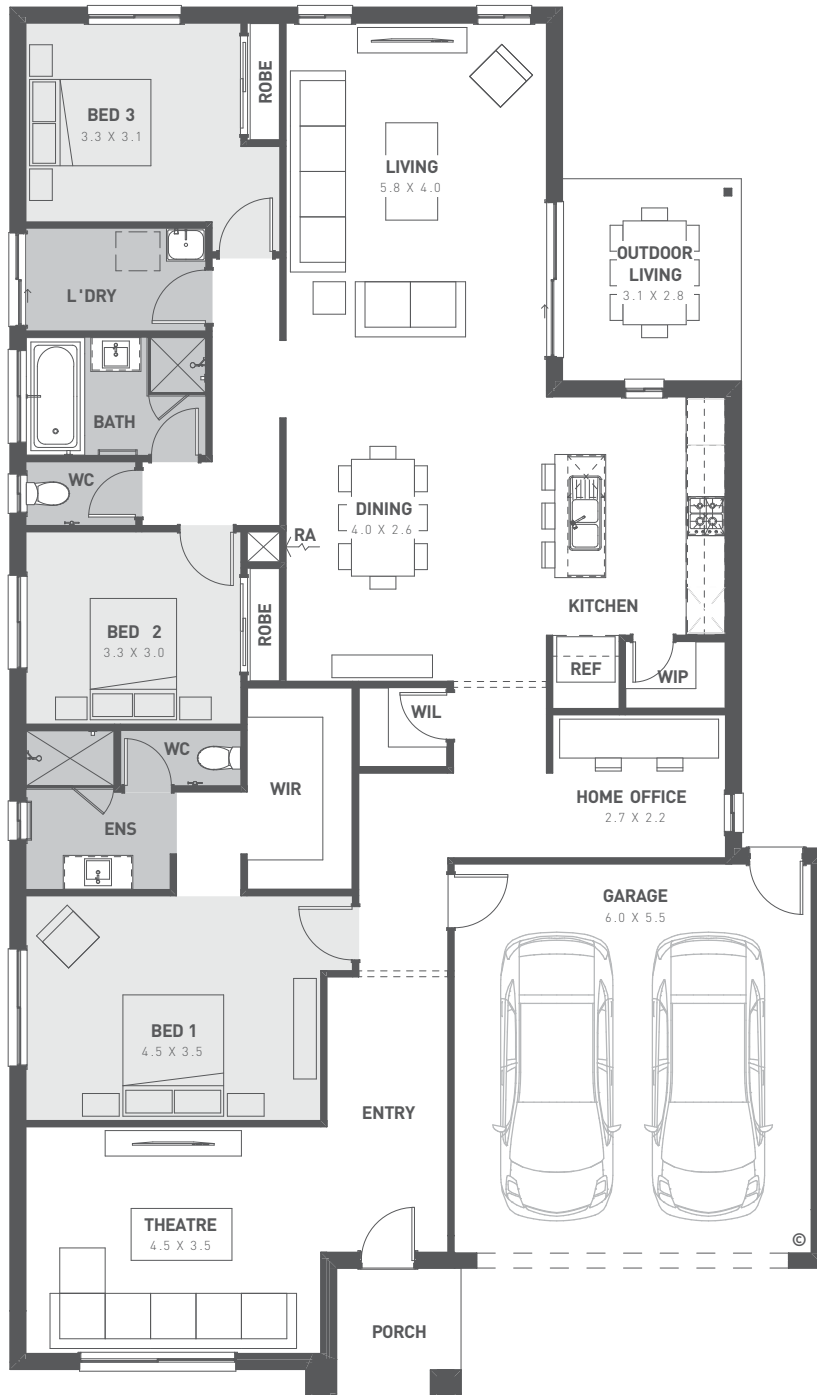 BED 3
3.3 X 3.1
ROBE
LIVING
5.8 X 4.0
OUTDOOR
LIVING
3.1 X 2.8
L'DRY
BATH
WC
DINING
4.0 X 2.6
RA
KITCHEN
BED 2
3.3 X 3.0
ROBE
REF
WIP
WIL
WC
WIR
HOME OFFICE
2.7 X 2.2
ENS
GARAGE
6.0 X 5.5
BED 1
4.5 X 3.5
ENTRY
THEATRE
4.5 X 3.5
©
PORCH